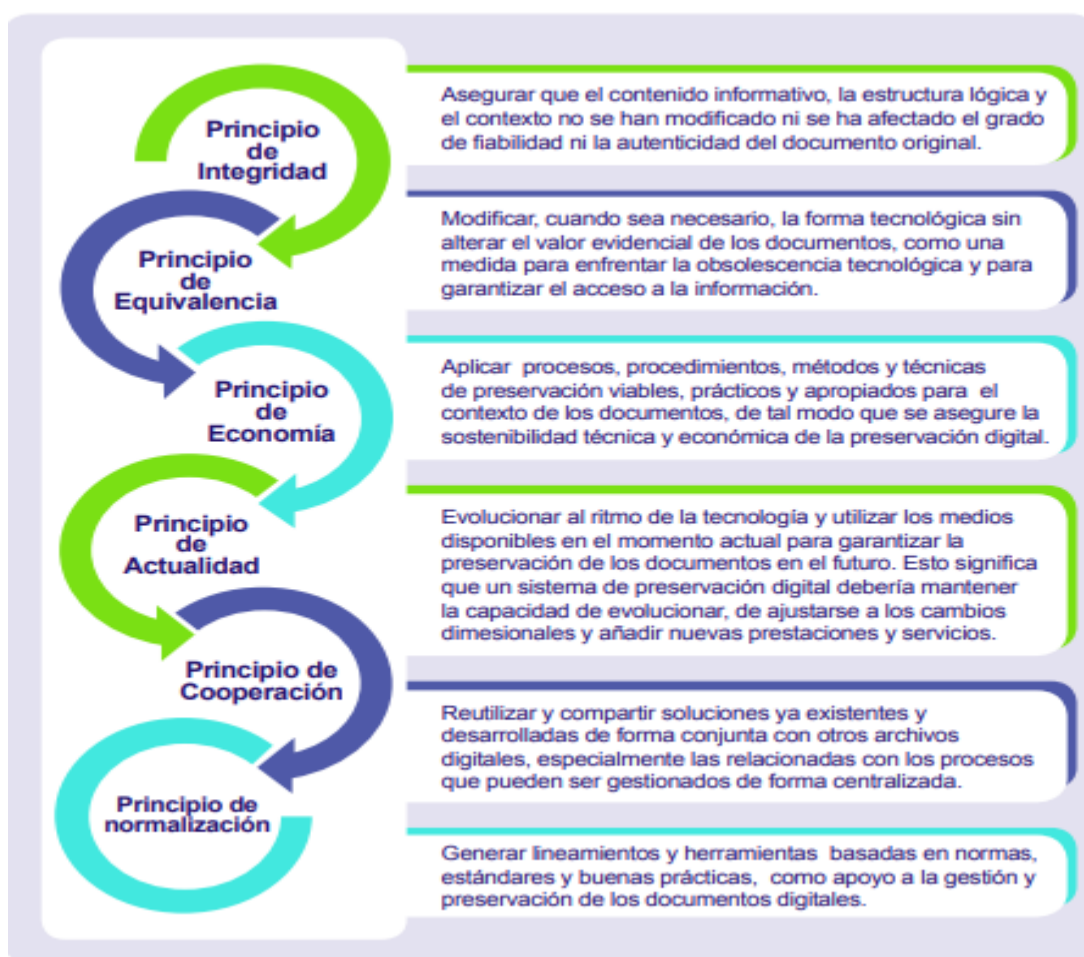 Principio
de
Integridad
Asegurar que el contenido informativo, la estructura lógica y
el contexto no se han modificado ni se ha afectado el grado
de fiabilidad ni la autenticidad del documento original.
Principio
de
Equivalencia
Modificar, cuando sea necesario, la forma tecnológica sin
alterar el valor evidencial de los documentos, como una
medida para enfrentar la obsolescencia tecnológica y para
garantizar el acceso a la información.
Principio
de
Economía
Aplicar procesos, procedimientos, métodos y técnicas
de preservación viables, prácticos y apropiados para el
contexto de los documentos, de tal modo que se asegure la
sostenibilidad técnica y económica de la preservación digital.
Principio
de
Actualidad
Evolucionar al ritmo de la tecnología y utilizar los medios
disponibles en el momento actual para garantizar la
preservación de los documentos en el futuro. Esto significa
que un sistema de preservación digital debería mantener
la capacidad de evolucionar, de ajustarse a los cambios
dimesionales y añadir nuevas prestaciones y servicios.
Principio de
Cooperación
Reutilizar y compartir soluciones ya existentes y
desarrolladas de forma conjunta con otros archivos
digitales, especialmente las relacionadas con los procesos
que pueden ser gestionados de forma centralizada.
Principio de
normalización
Generar lineamientos y herramientas basadas en normas,
estándares y buenas prácticas, como apoyo a la gestión y
preservación de los documentos digitales.